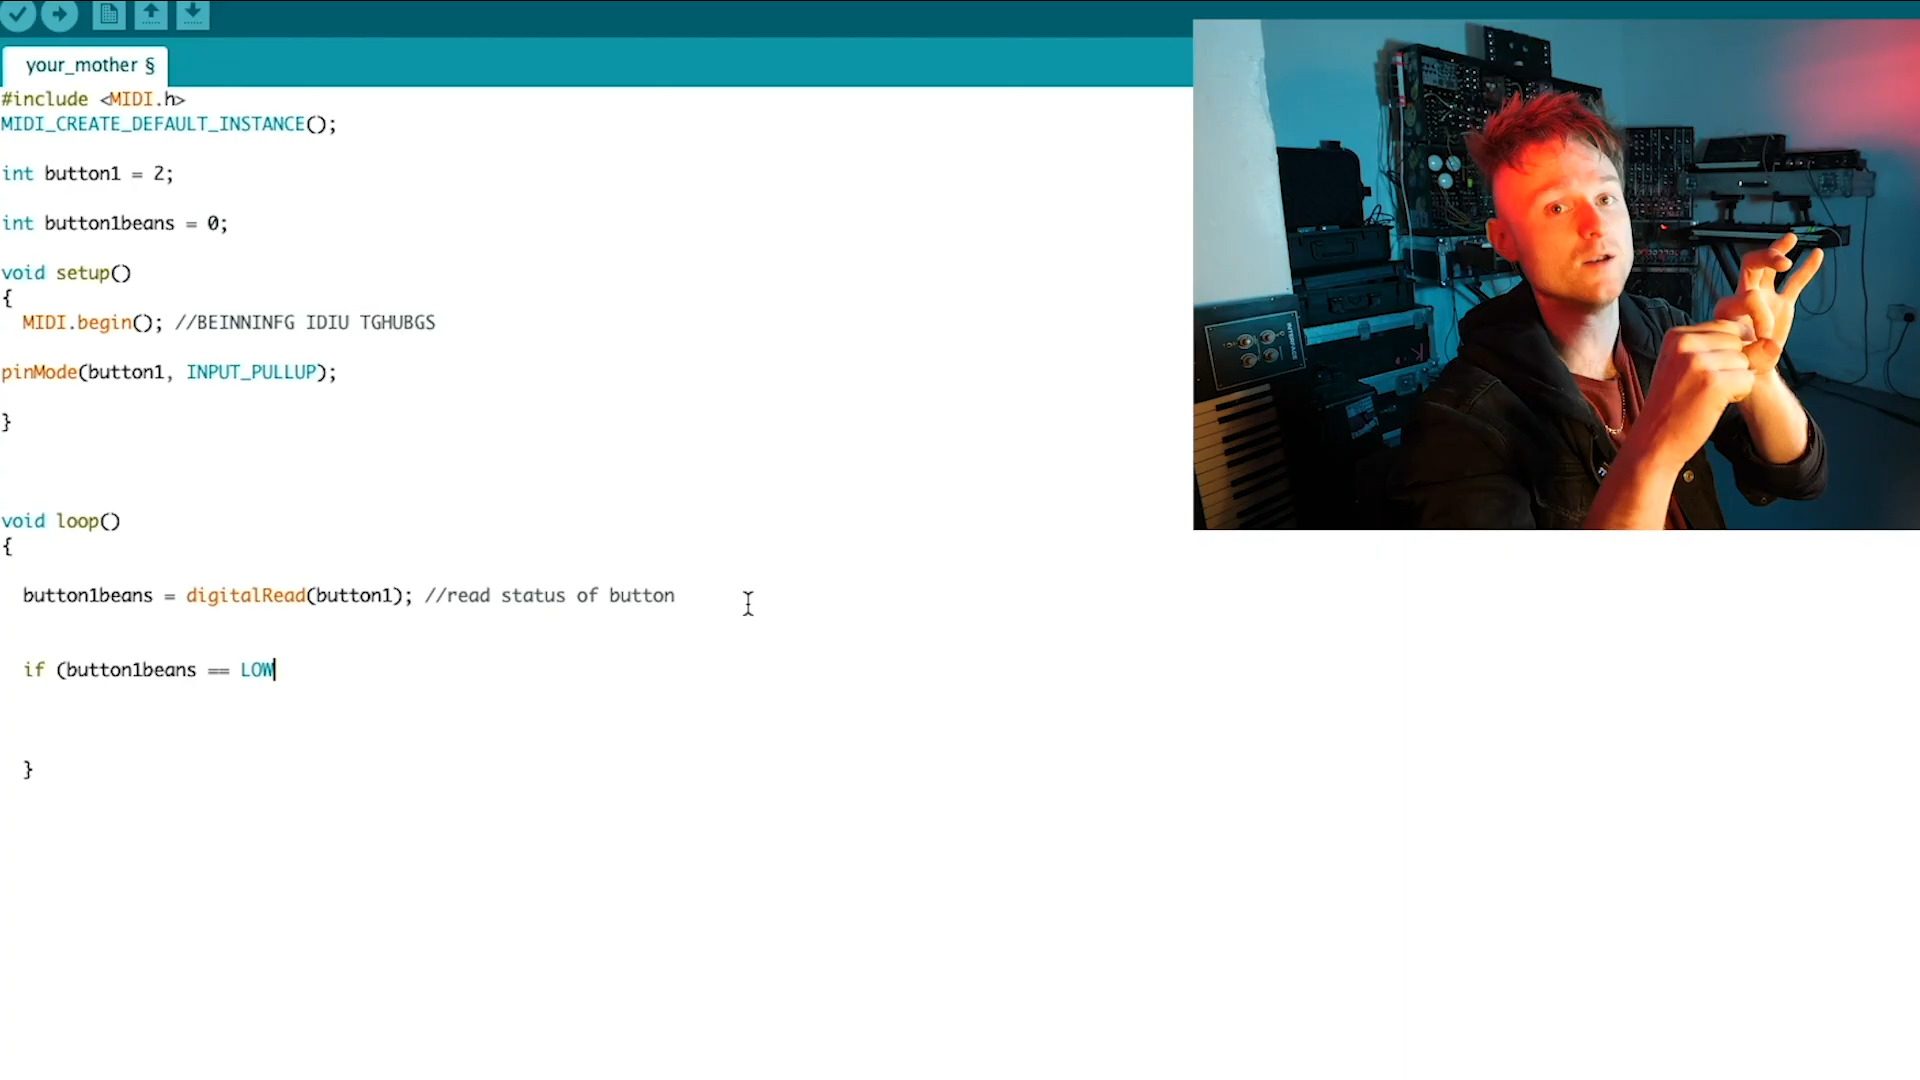 your_mother §
#include <MIDI.h>
MIDI_CREATE_DEFAULT_INSTANCE();
int button1 = 2;
int button1beans = 0;
void setup()
{
MIDI.begin(); //BEINNINFG IDIU TGHUBGS
pinMode(button1, INPUT_PULLUP);
}
void loop()
{
button1beans = digitalRead(button1); //read status of button
if (button1beans == LOW
}
INTERFACE